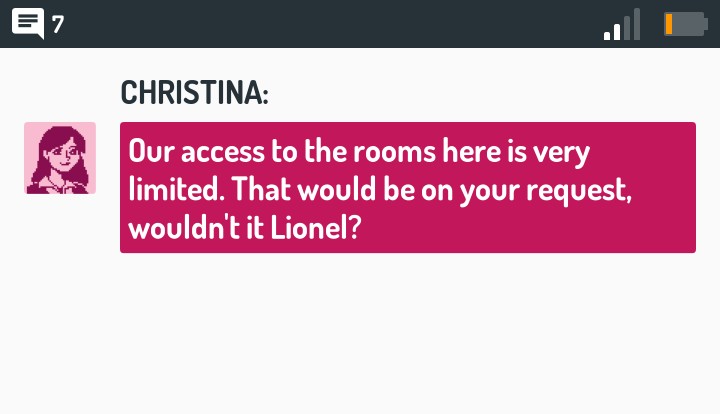 7
CHRISTINA:
Our access to the rooms here is very
limited. That would be on your request,
wouldn't it Lionel?